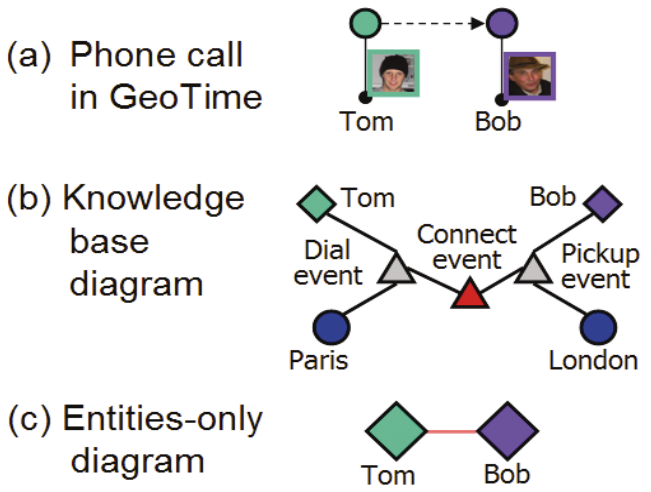 (a) Phone call
in GeoTime
Tom
Bob
(b) Knowledge
base
diagram
Tom
Bob
Dial
event
Connect
event
Pickup
event
Paris
London
(c) Entities-only
diagram
Tom
Bob